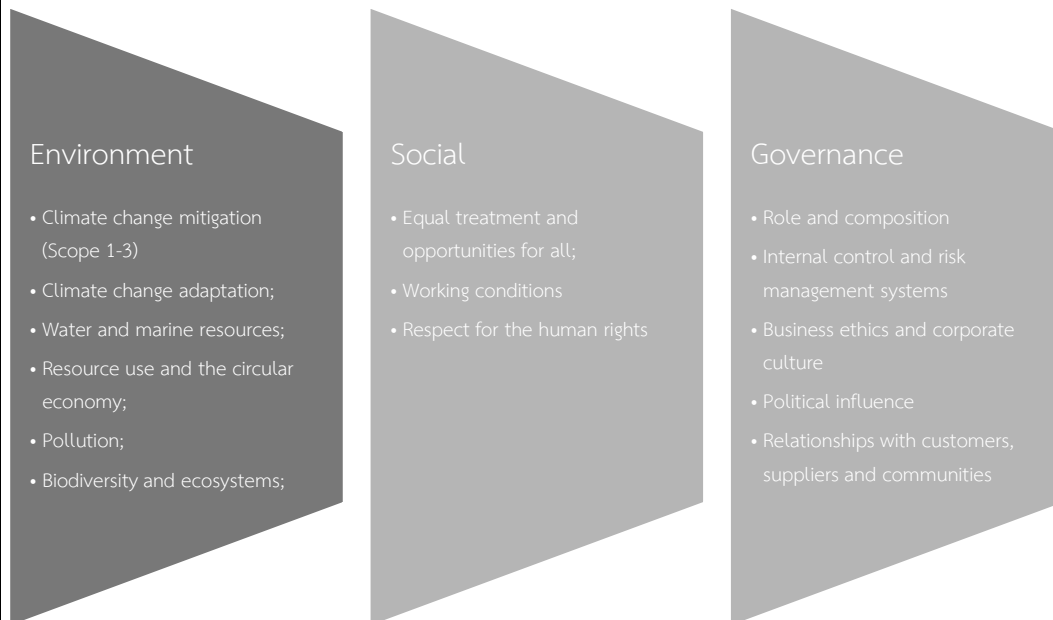 Environment
• Climate change mitigation
(Scope 1-3)
• Climate change adaptation;
• Water and marine resources;
• Resource use and the circular
economy;
• Pollution;
• Biodiversity and ecosystems;
Social
• Equal treatment and
opportunities for all;
• Working conditions
• Respect for the human rights
Governance
• Role and composition
• Internal control and risk
management systems
• Business ethics and corporate
culture
• Political influence
• Relationships with customers,
suppliers and communities